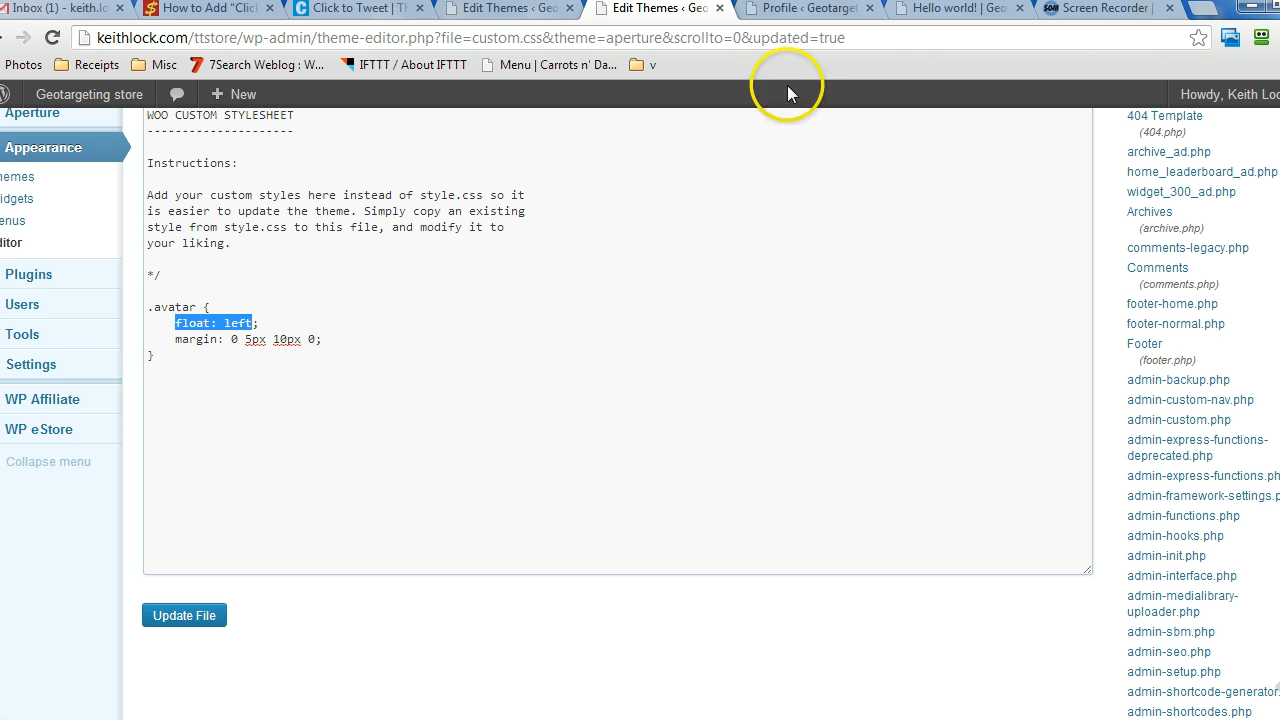 Inbox (1) - keith.lo
How to Add "Clic
Click to Tweet | Th
Edit Themes ‹ Geo
Edit Themes ‹ Geo
Profile ‹ Geotarget
Hello world! | Geo
Screen Recorder |
keithlock.com/ttstore/wp-admin/theme-editor.php?file=custom.css&theme=aperture&scrollto=0&updated=true
Photos
Receipts
Misc
7Search Weblog : W...
IFTTT / About IFTTT
Menu | Carrots n' Da...
v
Geotargeting store
+ New
Howdy, Keith Loc
Aperture
Appearance
hemes
idgets
enus
ditor
Plugins
Users
Tools
Settings
WP Affiliate
WP eStore
Collapse menu
WOO CUSTOM STYLESHEET
---------------------
Instructions:
Add your custom styles here instead of style.css so it
is easier to update the theme. Simply copy an existing
style from style.css to this file, and modify it to
your liking.
*/
.avatar {
float: left;
margin: 0 5px 10px 0;
}
Update File
404 Template
(404.php)
archive_ad.php
home_leaderboard_ad.php
widget_300_ad.php
Archives
(archive.php)
comments-legacy.php
Comments
(comments.php)
footer-home.php
footer-normal.php
Footer
(footer.php)
admin-backup.php
admin-custom-nav.php
admin-custom.php
admin-express-functions-
deprecated.php
admin-express-functions.ph
admin-framework-settings.p
admin-functions.php
admin-hooks.php
admin-init.php
admin-interface.php
admin-medialibrary-
uploader.php
admin-sbm.php
admin-seo.php
admin-setup.php
admin-shortcode-generator.
admin-shortcodes.php